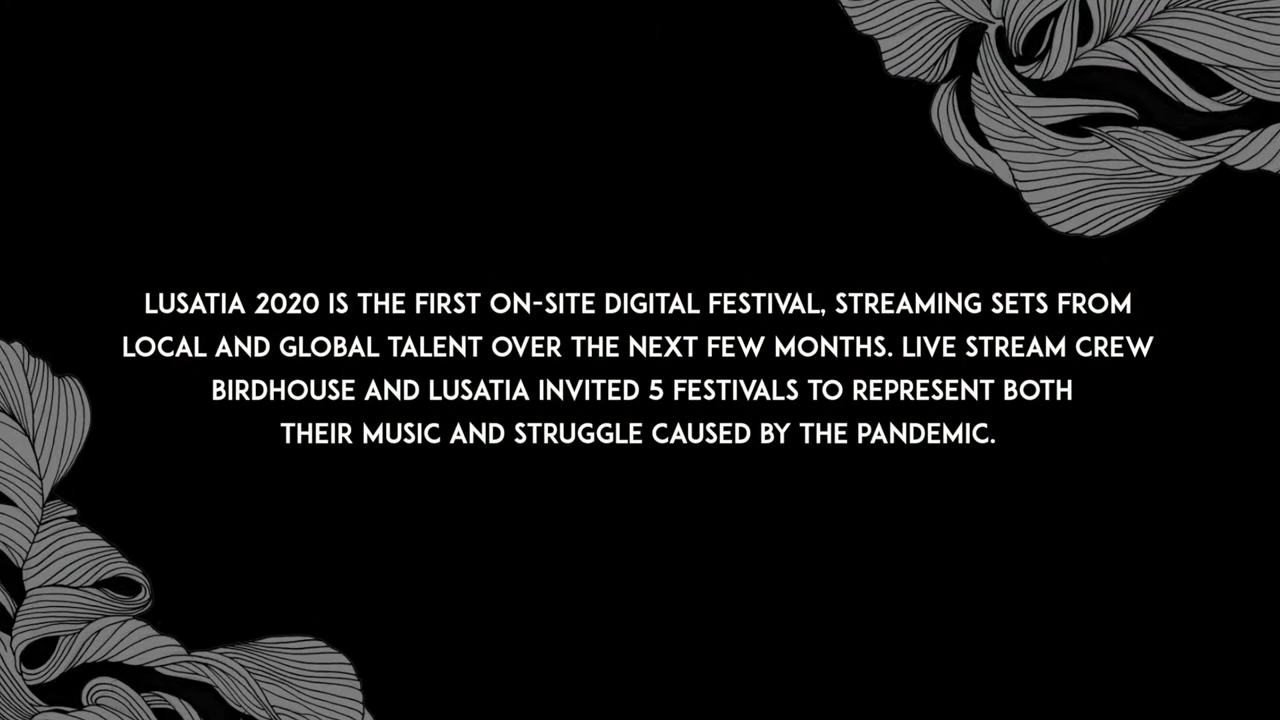 LUSATIA 2020 IS THE FIRST ON-SITE DIGITAL FESTIVAL, STREAMING SETS FROM
LOCAL AND GLOBAL TALENT OVER THE NEXT FEW MONTHS. LIVE STREAM CREW
BIRDHOUSE AND LUSATIA INVITED 5 FESTIVALS TO REPRESENT BOTH
THEIR MUSIC AND STRUGGLE CAUSED BY THE PANDEMIC.